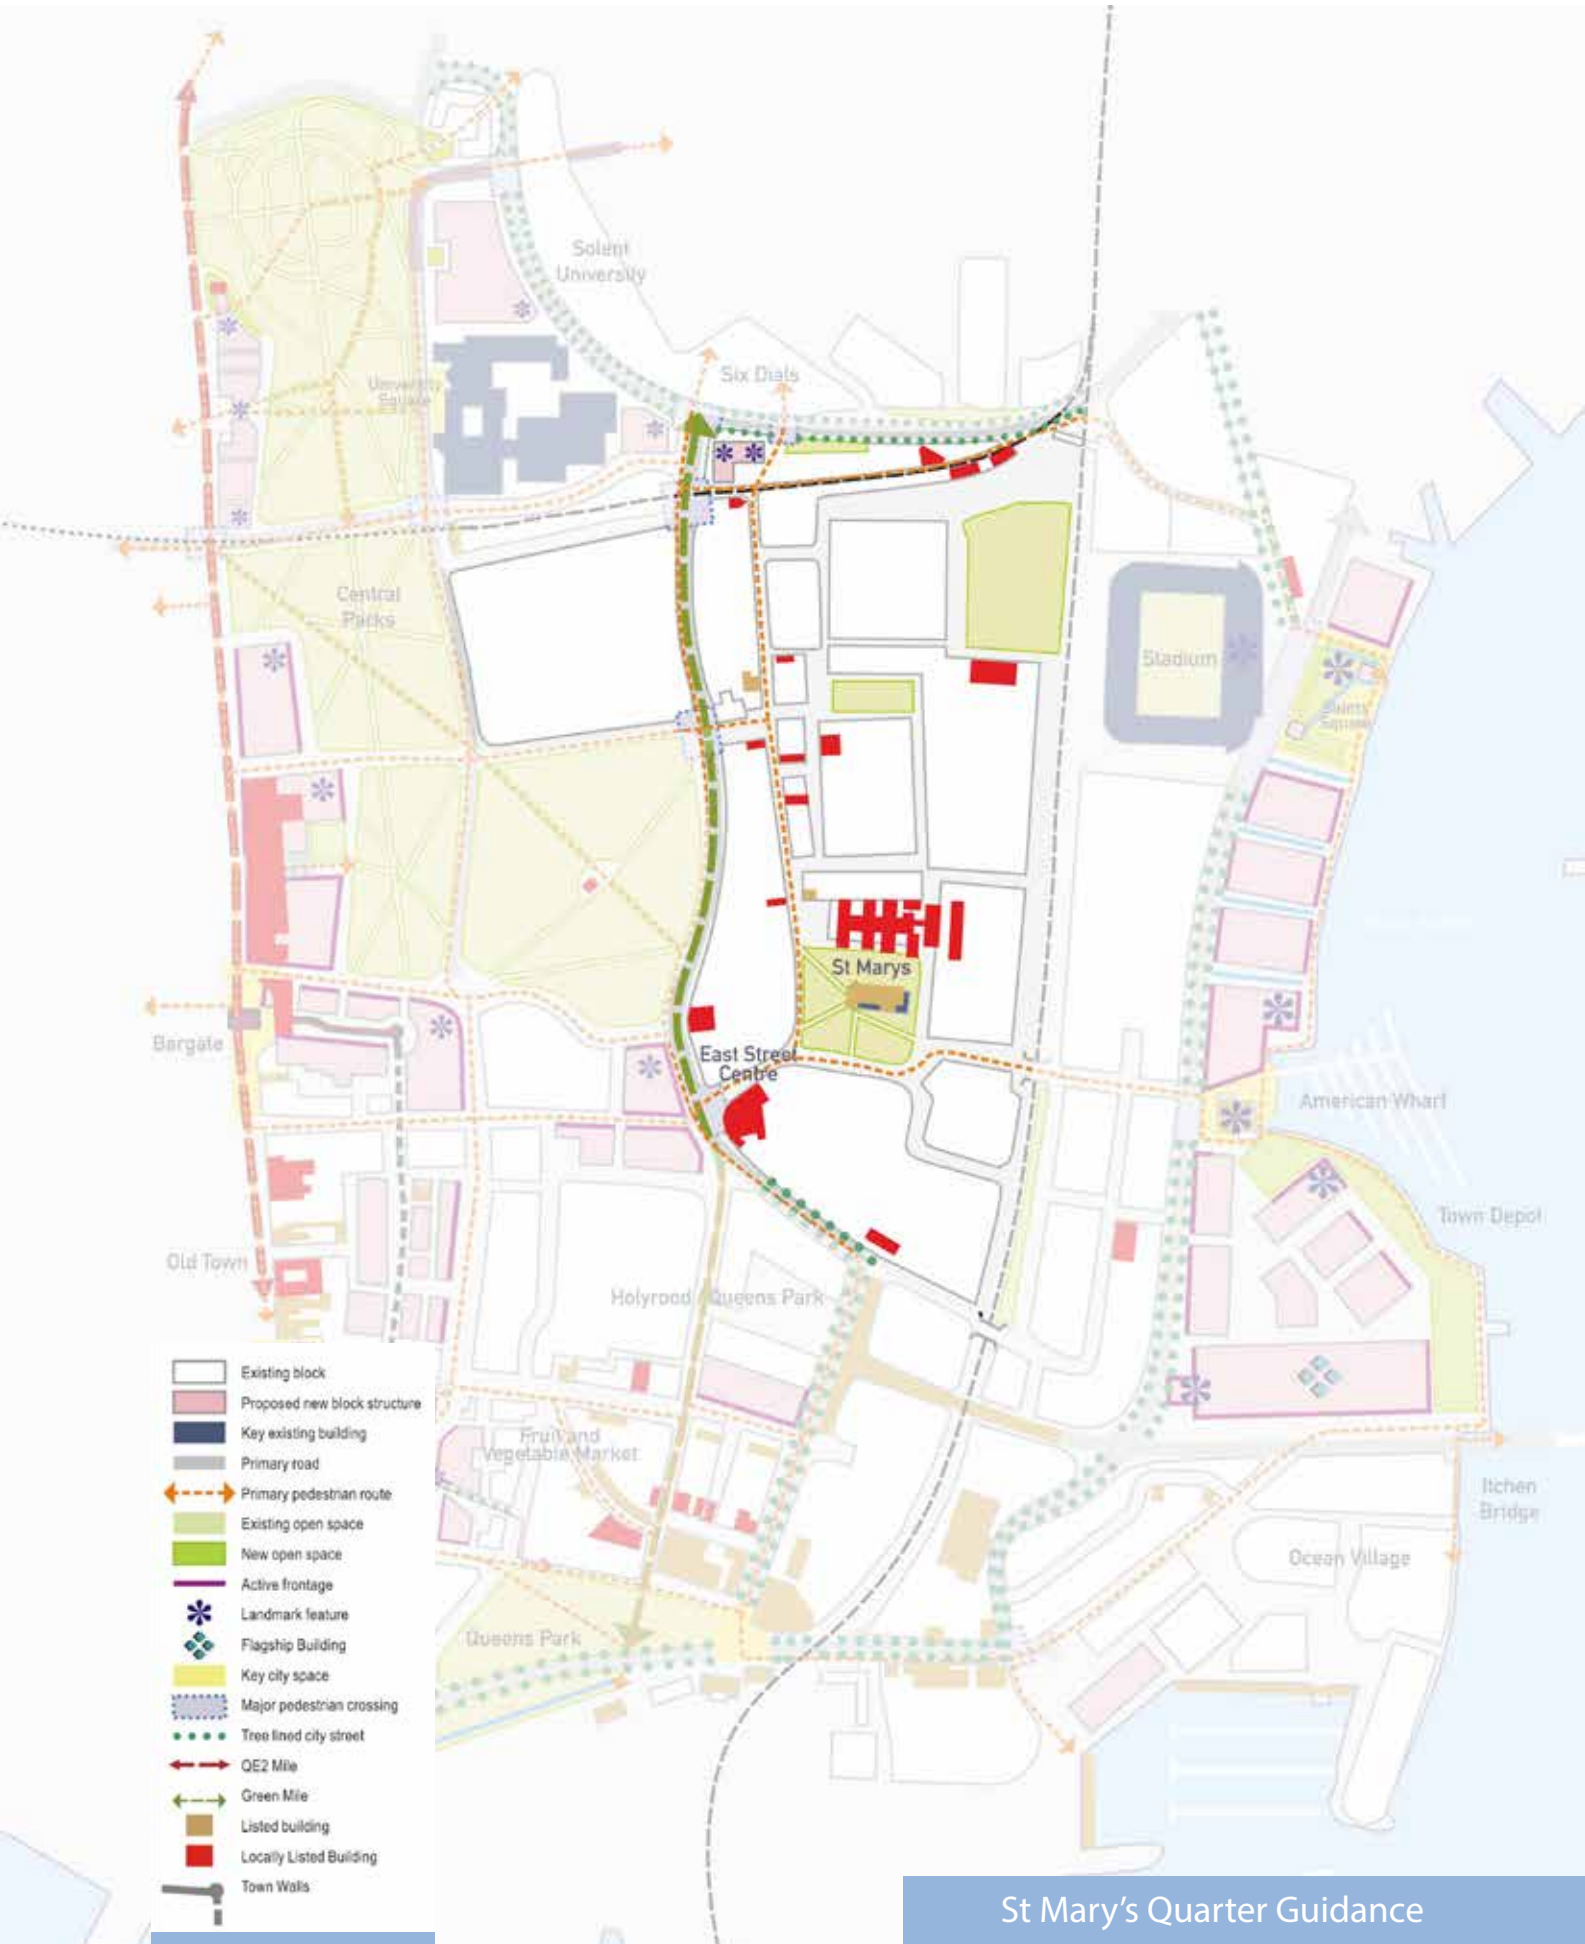 Solent
University
Six Dials
University
Square
Central
Parks
Stadium
Saints
Square
St Marys
East Street
Centre
Bargate
American Wharf
Town Depot
Old Town
Holyrood / Queens Park
Fruit and
Vegetable Market
Itchen
Bridge
Ocean Village
Queens Park
Existing block
Proposed new block structure
Key existing building
Primary road
Primary pedestrian route
Existing open space
New open space
Active frontage
Landmark feature
Flagship Building
Key city space
Major pedestrian crossing
Tree lined city street
QE2 Mile
Green Mile
Listed building
Locally Listed Building
Town Walls
St Mary’s Quarter Guidance